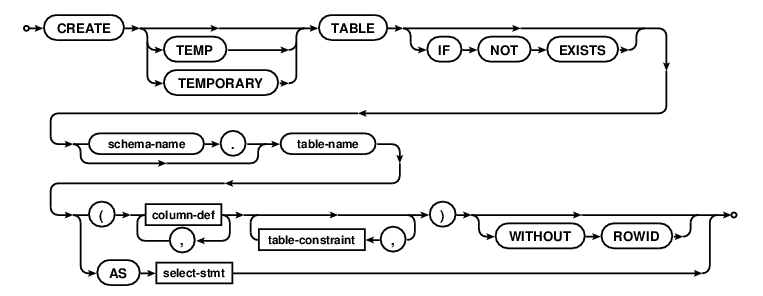 CREATE TABLE
TEMP IF NOT EXISTS
TEMPORARY
schema-name . table-name
( column-def )
, table-constraint , WITHOUT ROWID
AS select-stmt